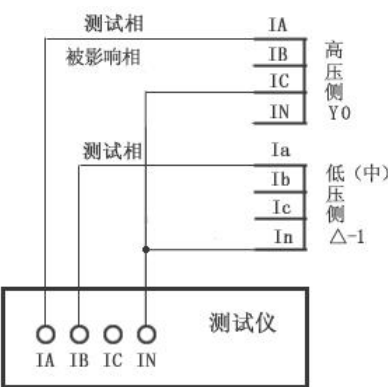 测试相
被影响相
IA
IB
IC
IN
高压侧
Y0
测试相
Ia
Ib
Ic
In
低（中）压侧
△-1
测试仪
IA IB IC IN